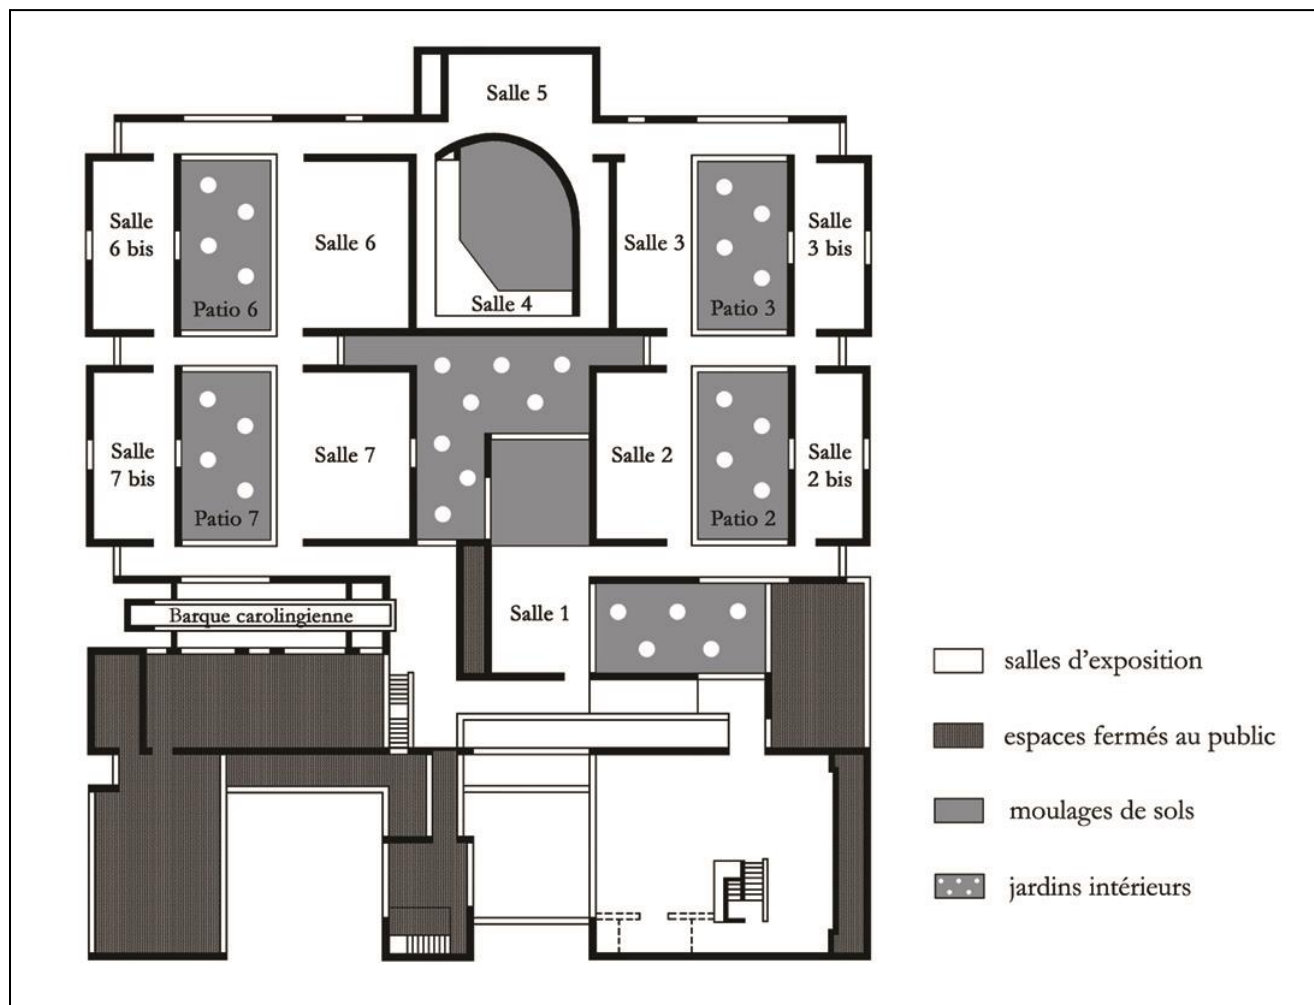 Salle 5
Salle
6 bis
Patio 6
Salle 6
Salle 4
Salle 3
Patio 3
Salle
3 bis
Salle
7 bis
Patio 7
Salle 7
Salle 2
Patio 2
Salle
2 bis
Barque carolingienne
Salle 1
salles d'exposition
espaces fermés au public
moulages de sols
jardins intérieurs